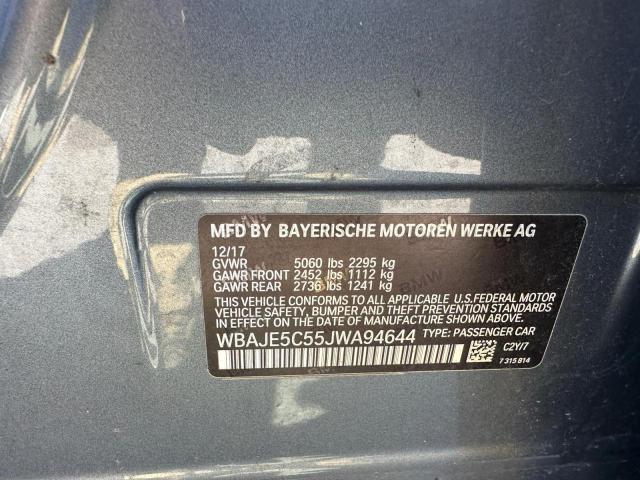 MFD BY BAYERISCHE MOTOREN WERKE AG
12/17
GVWR 5060 lbs 2295 kg
GAWR FRONT 2452 lbs 1112 kg
GAWR REAR 2736 lbs 1241 kg
THIS VEHICLE CONFORMS TO ALL APPLICABLE U.S.FEDERAL MOTOR
VEHICLE SAFETY, BUMPER AND THEFT PREVENTION STANDARDS
IN EFFECT ON THE DATE OF MANUFACTURE SHOWN ABOVE.
WBAJE5C55JWA94644 TYPE: PASSENGER CAR
C2Y/7
7 315 814